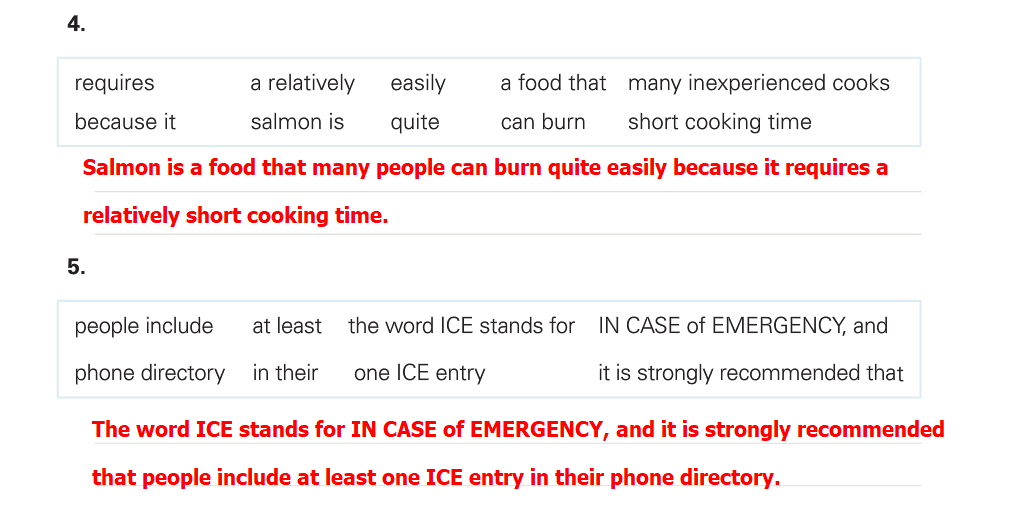 4.
requires a relatively easily a food that many inexperienced cooks
because it salmon is quite can burn short cooking time
Salmon is a food that many people can burn quite easily because it requires a
relatively short cooking time.
5.
people include at least the word ICE stands for IN CASE of EMERGENCY, and
phone directory in their one ICE entry it is strongly recommended that
The word ICE stands for IN CASE of EMERGENCY, and it is strongly recommended
that people include at least one ICE entry in their phone directory.